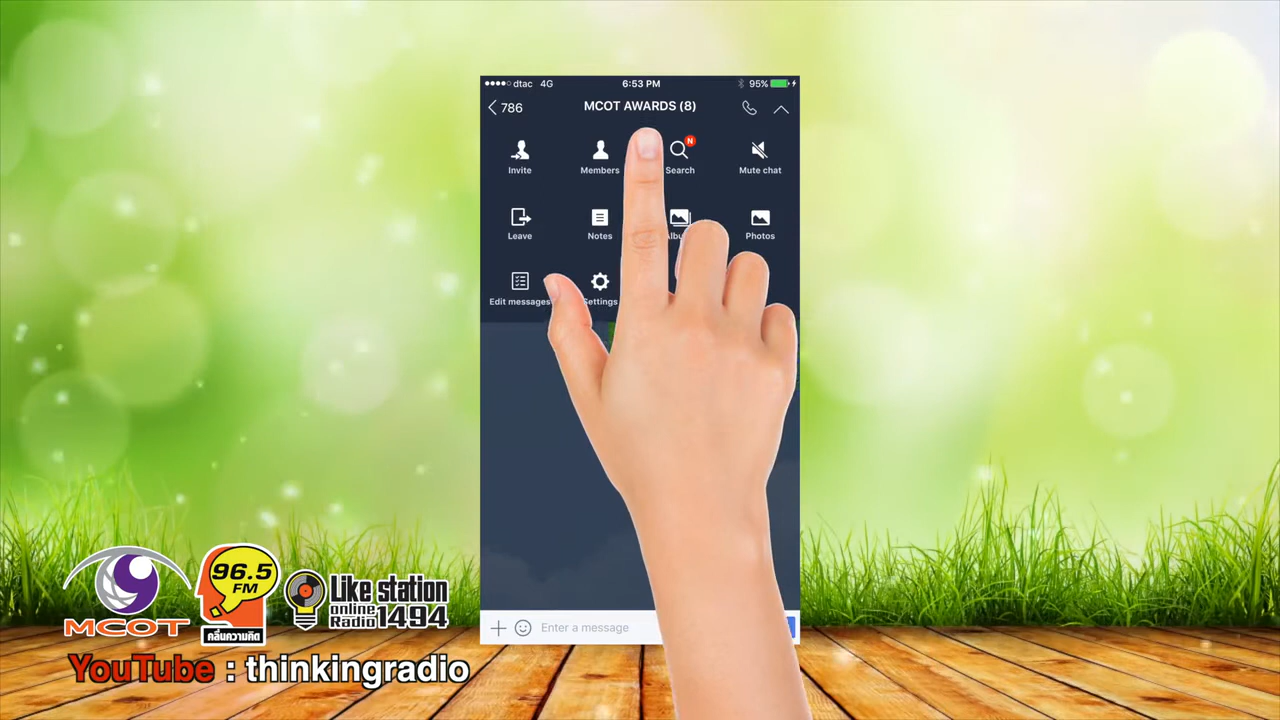 dtac 4G 6:53 PM 95%
786 MCOT AWARDS (8)
Invite Members Search N Mute chat
Leave Notes Photos
Edit messages Settings
Enter a message
96.5
FM
คลื่นความคิด
MCOT
Like station
online
Radio 1494
YouTube : thinkingradio